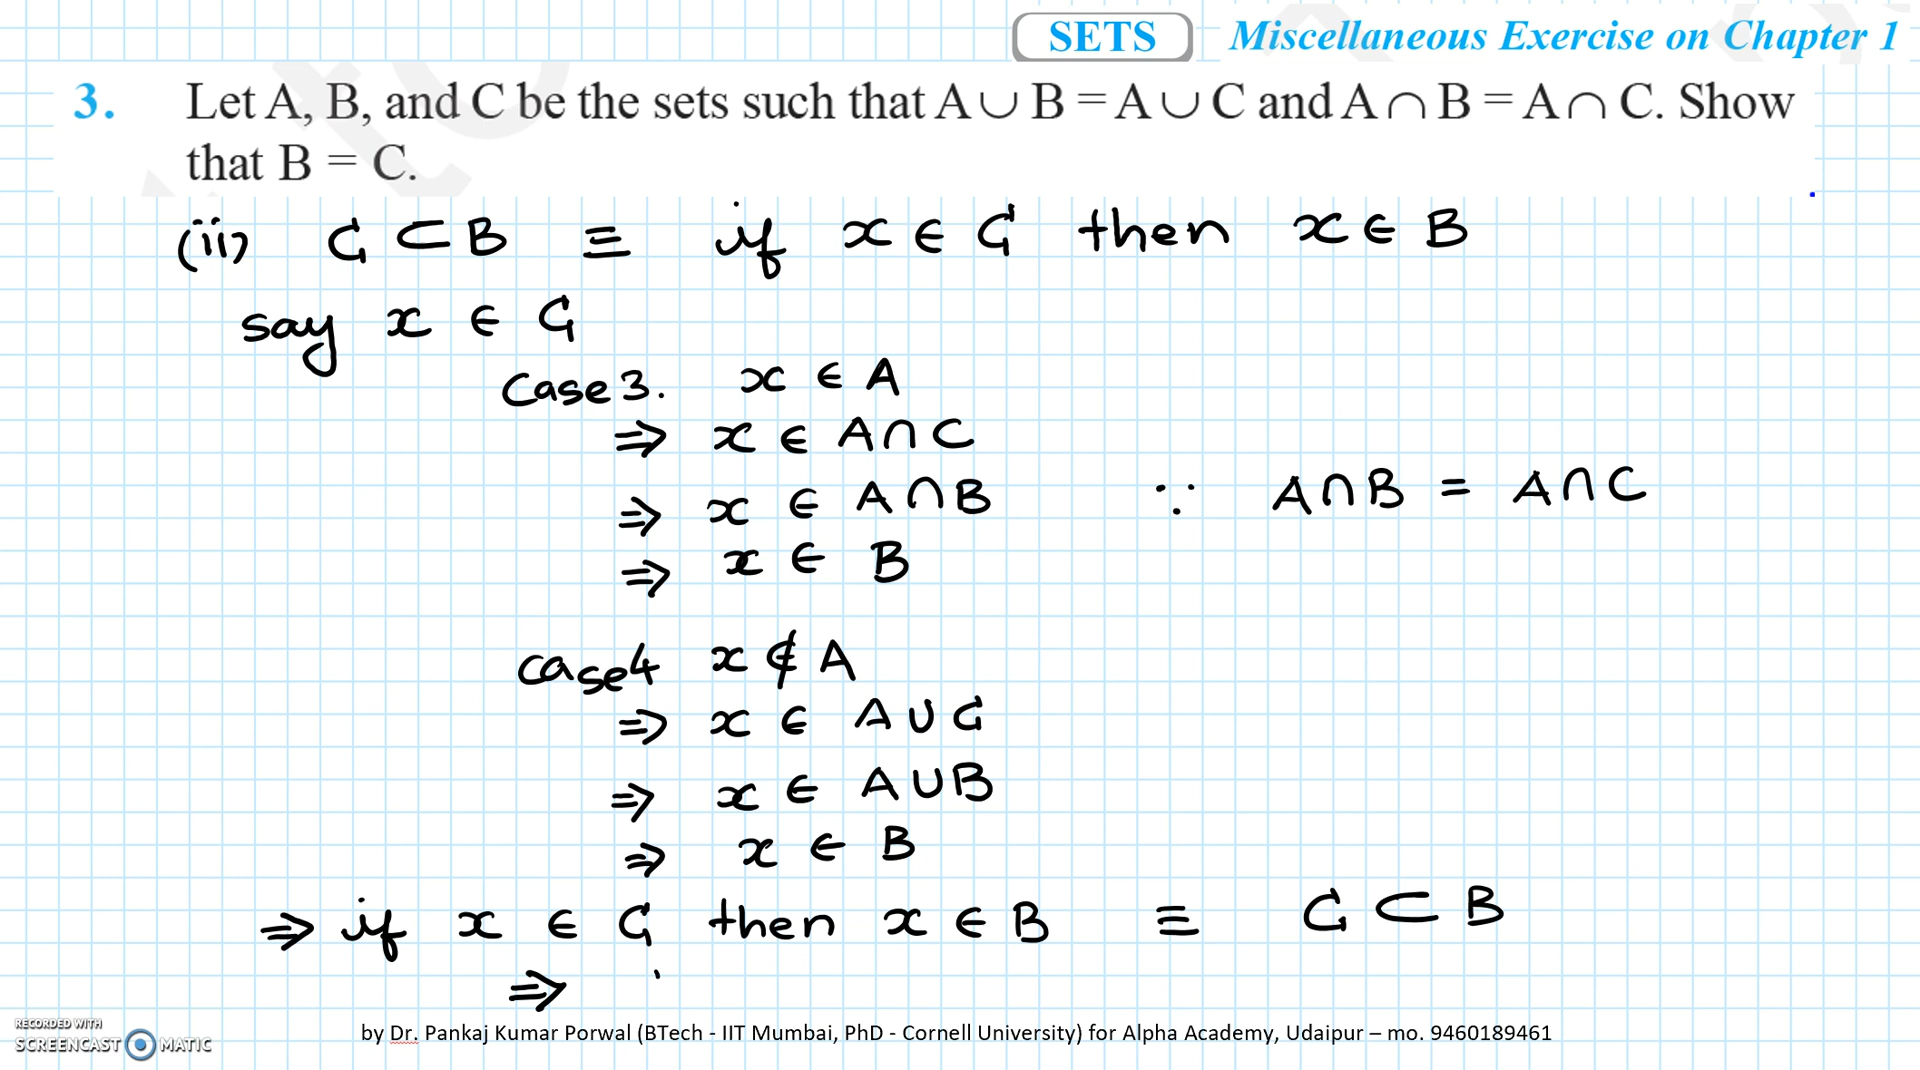 SETS Miscellaneous Exercise on Chapter 1
3. Let A, B, and C be the sets such that A ∪ B = A ∪ C and A ∩ B = A ∩ C. Show
that B = C.
(ii) C ⊂ B ≡ if x ∈ C then x ∈ B
say x ∈ C
Case 3. x ∈ A
⇒ x ∈ A∩C
⇒ x ∈ A∩B ∵ A∩B = A∩C
⇒ x ∈ B
case 4 x ∉ A
⇒ x ∈ A∪C
⇒ x ∈ A∪B
⇒ x ∈ B
⇒ if x ∈ C then x ∈ B ≡ C ⊂ B
⇒
RECORDED WITH
SCREENCAST MATIC
by Dr. Pankaj Kumar Porwal (BTech - IIT Mumbai, PhD - Cornell University) for Alpha Academy, Udaipur – mo. 9460189461